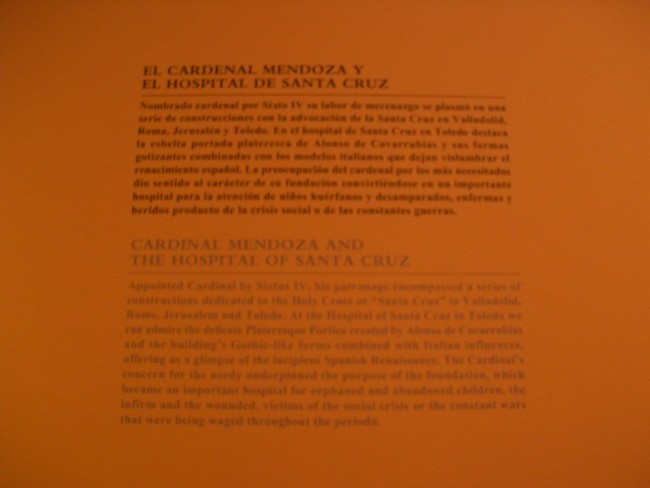 EL CARDENAL MENDOZA Y
EL HOSPITAL DE SANTA CRUZ
Nombrado cardenal por Sixto IV su labor de mecenazgo se plasmó en una
serie de construcciones con la advocación de la Santa Cruz en Valladolid,
Roma, Jerusalén y Toledo. En el hospital de Santa Cruz en Toledo destaca
la esbelta portada plateresca de Alonso de Covarrubias y sus formas
gotizantes combinadas con los modelos italianos que dejan vislumbrar el
renacimiento español. La preocupación del cardenal por los más necesitados
dio sentido al carácter de su fundación convirtiéndose en un importante
hospital para la atención de niños huérfanos y desamparados, enfermas y
heridos producto de la crisis social o de las constantes guerras.
CARDINAL MENDOZA AND
THE HOSPITAL OF SANTA CRUZ
Appointed Cardinal by Sixtus IV, his patronage encompassed a series of
constructions dedicated to the Holy Cross or "Santa Cruz" in Valladolid,
Rome, Jerusalem and Toledo. At the Hospital of Santa Cruz in Toledo we
can admire the delicate Plateresque Portico created by Alonso de Covarrubias
and the building's Gothic-like forms combined with Italian influences,
offering us a glimpse of the incipient Spanish Renaissance. The Cardinal's
concern for the needy underpinned the purpose of the foundation, which
became an important hospital for orphaned and abandoned children, the
infirm and the wounded, victims of the social crisis or the constant wars
that were being waged throughout the periodo.